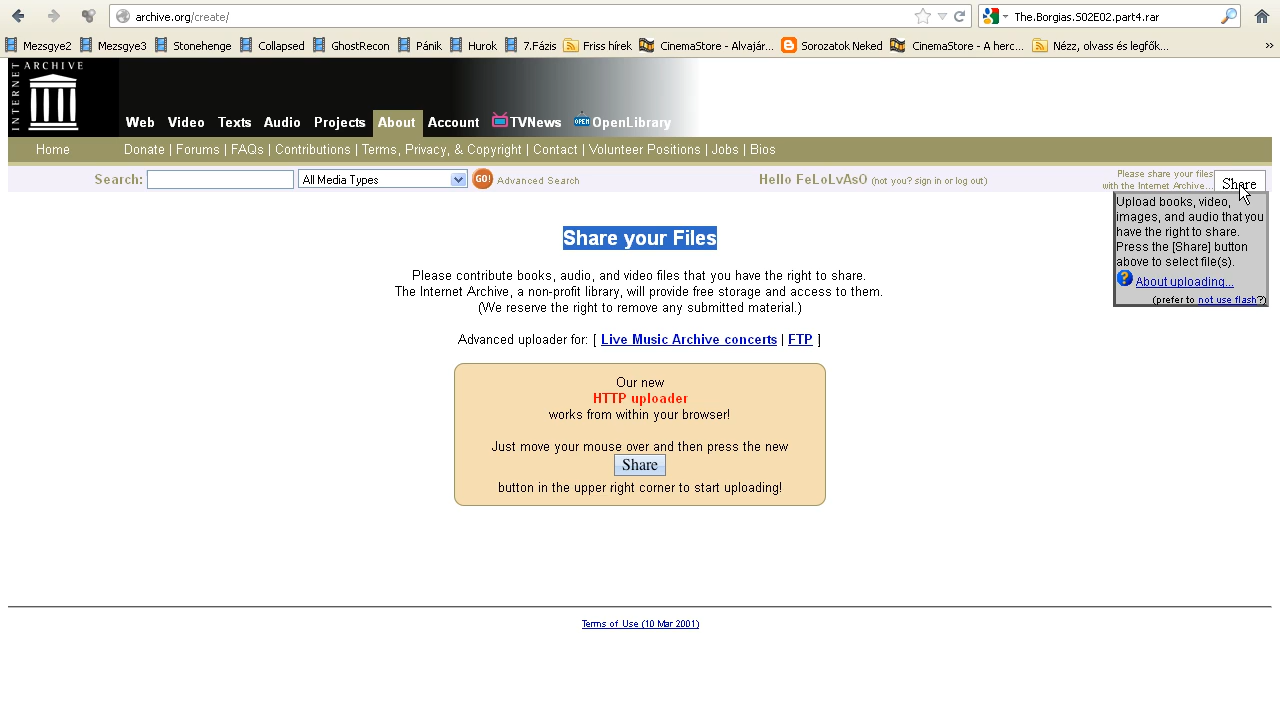 archive.org/create/
The.Borgias.S02E02.part4.rar
Mezsgye2 Mezsgye3 Stonehenge Collapsed GhostRecon Pánik Hurok 7.Fázis Friss hírek CinemaStore - Alvajár... Sorozatok Neked CinemaStore - A herc... Nézz, olvass és legfők... »
INTERNET ARCHIVE
Web Video Texts Audio Projects About Account TVNews OPEN OpenLibrary
Home Donate | Forums | FAQs | Contributions | Terms, Privacy, & Copyright | Contact | Volunteer Positions | Jobs | Bios
Search: All Media Types GO! Advanced Search Hello FeLoLvAsO (not you? sign in or log out)
Please share your files
with the Internet Archive...
Share
Upload books, video,
images, and audio that you
have the right to share.
Press the [Share] button
above to select file(s).
? About uploading...
(prefer to not use flash?)
Share your Files
Please contribute books, audio, and video files that you have the right to share.
The Internet Archive, a non-profit library, will provide free storage and access to them.
(We reserve the right to remove any submitted material.)
Advanced uploader for: [ Live Music Archive concerts | FTP ]
Our new
HTTP uploader
works from within your browser!
Just move your mouse over and then press the new
Share
button in the upper right corner to start uploading!
Terms of Use (10 Mar 2001)